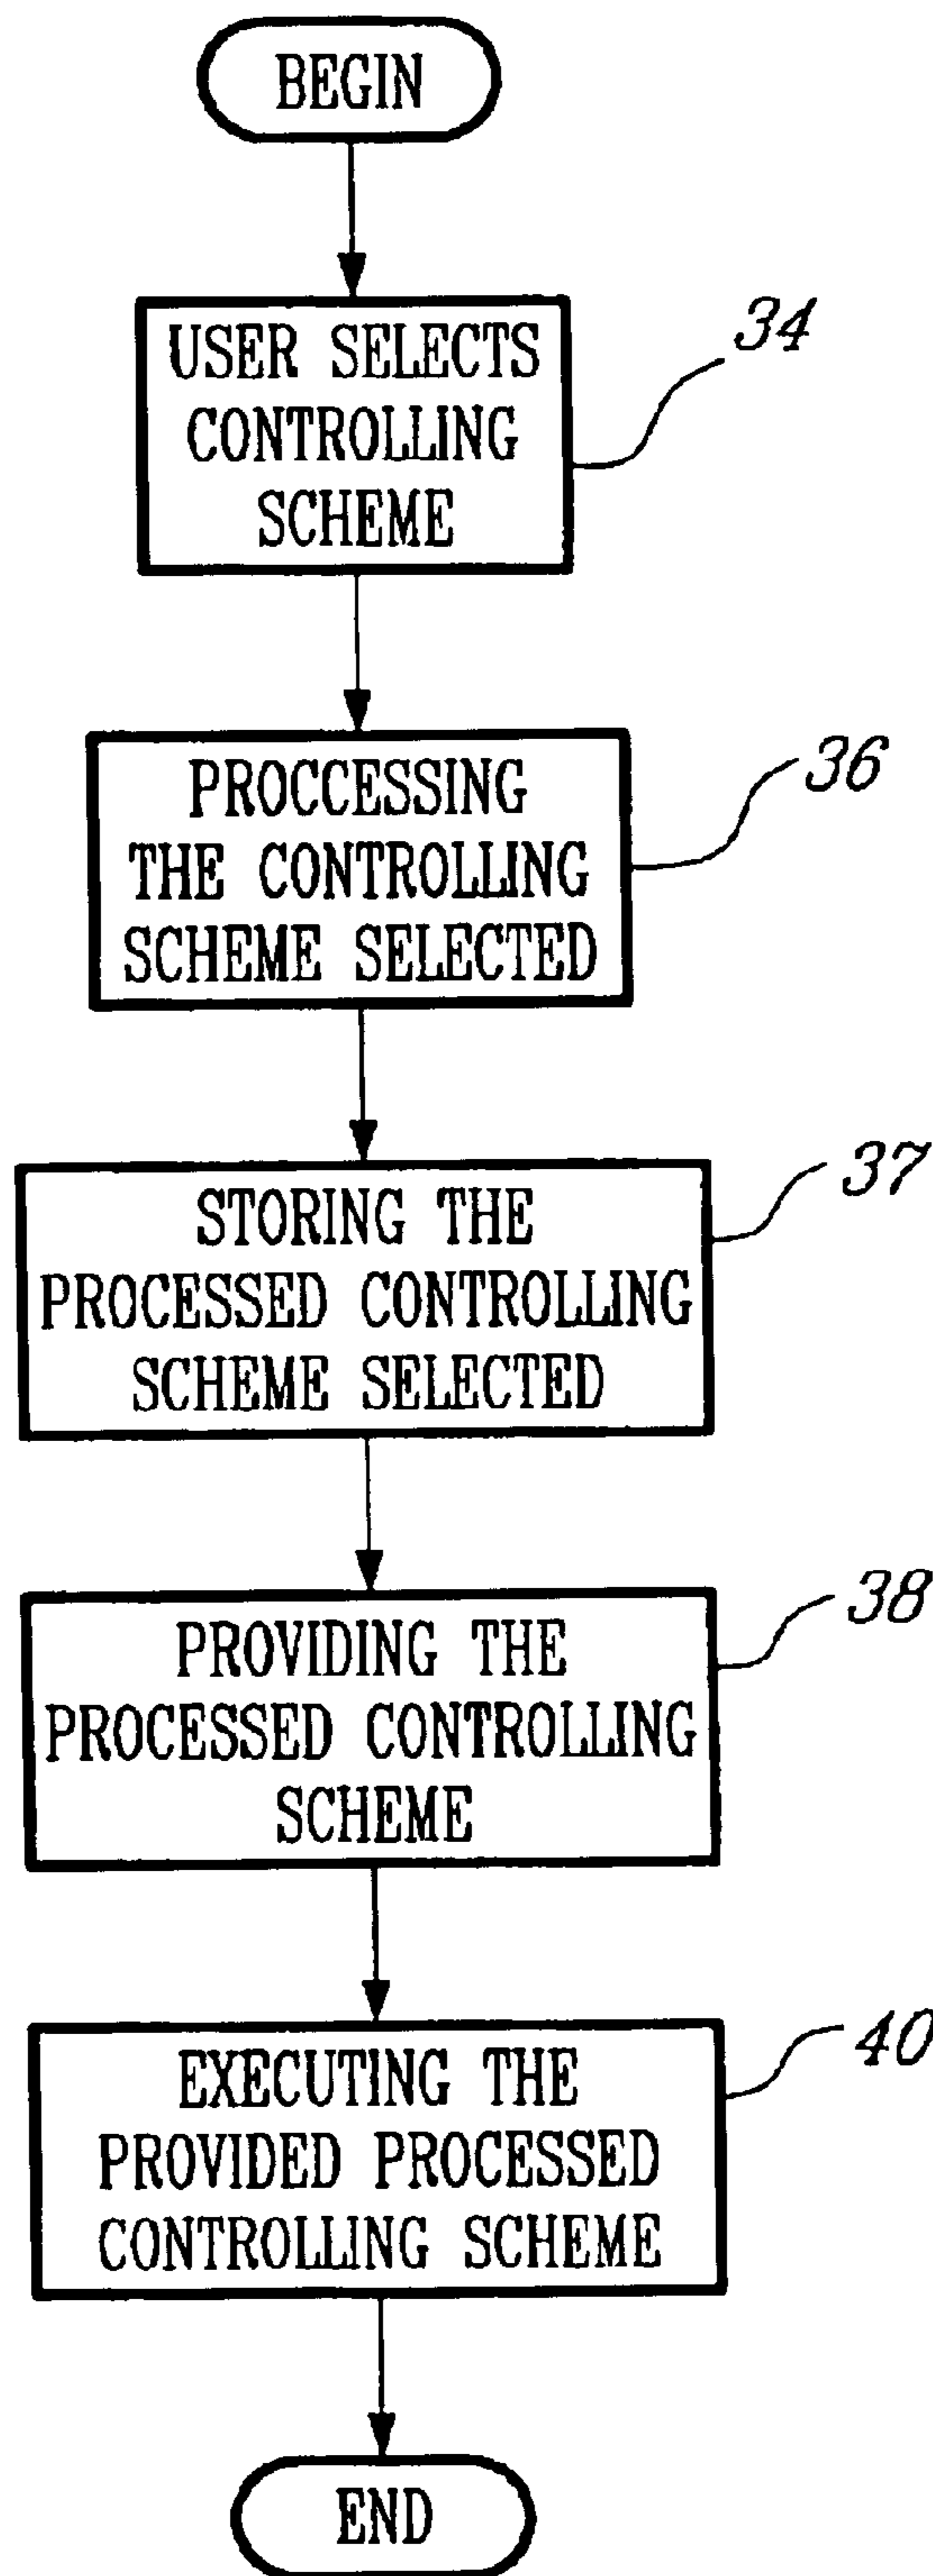 BEGIN
USER SELECTS
CONTROLLING
SCHEME
34
PROCCESSING
THE CONTROLLING
SCHEME SELECTED
36
STORING THE
PROCESSED CONTROLLING
SCHEME SELECTED
37
PROVIDING THE
PROCESSED CONTROLLING
SCHEME
38
EXECUTING THE
PROVIDED PROCESSED
CONTROLLING SCHEME
40
END